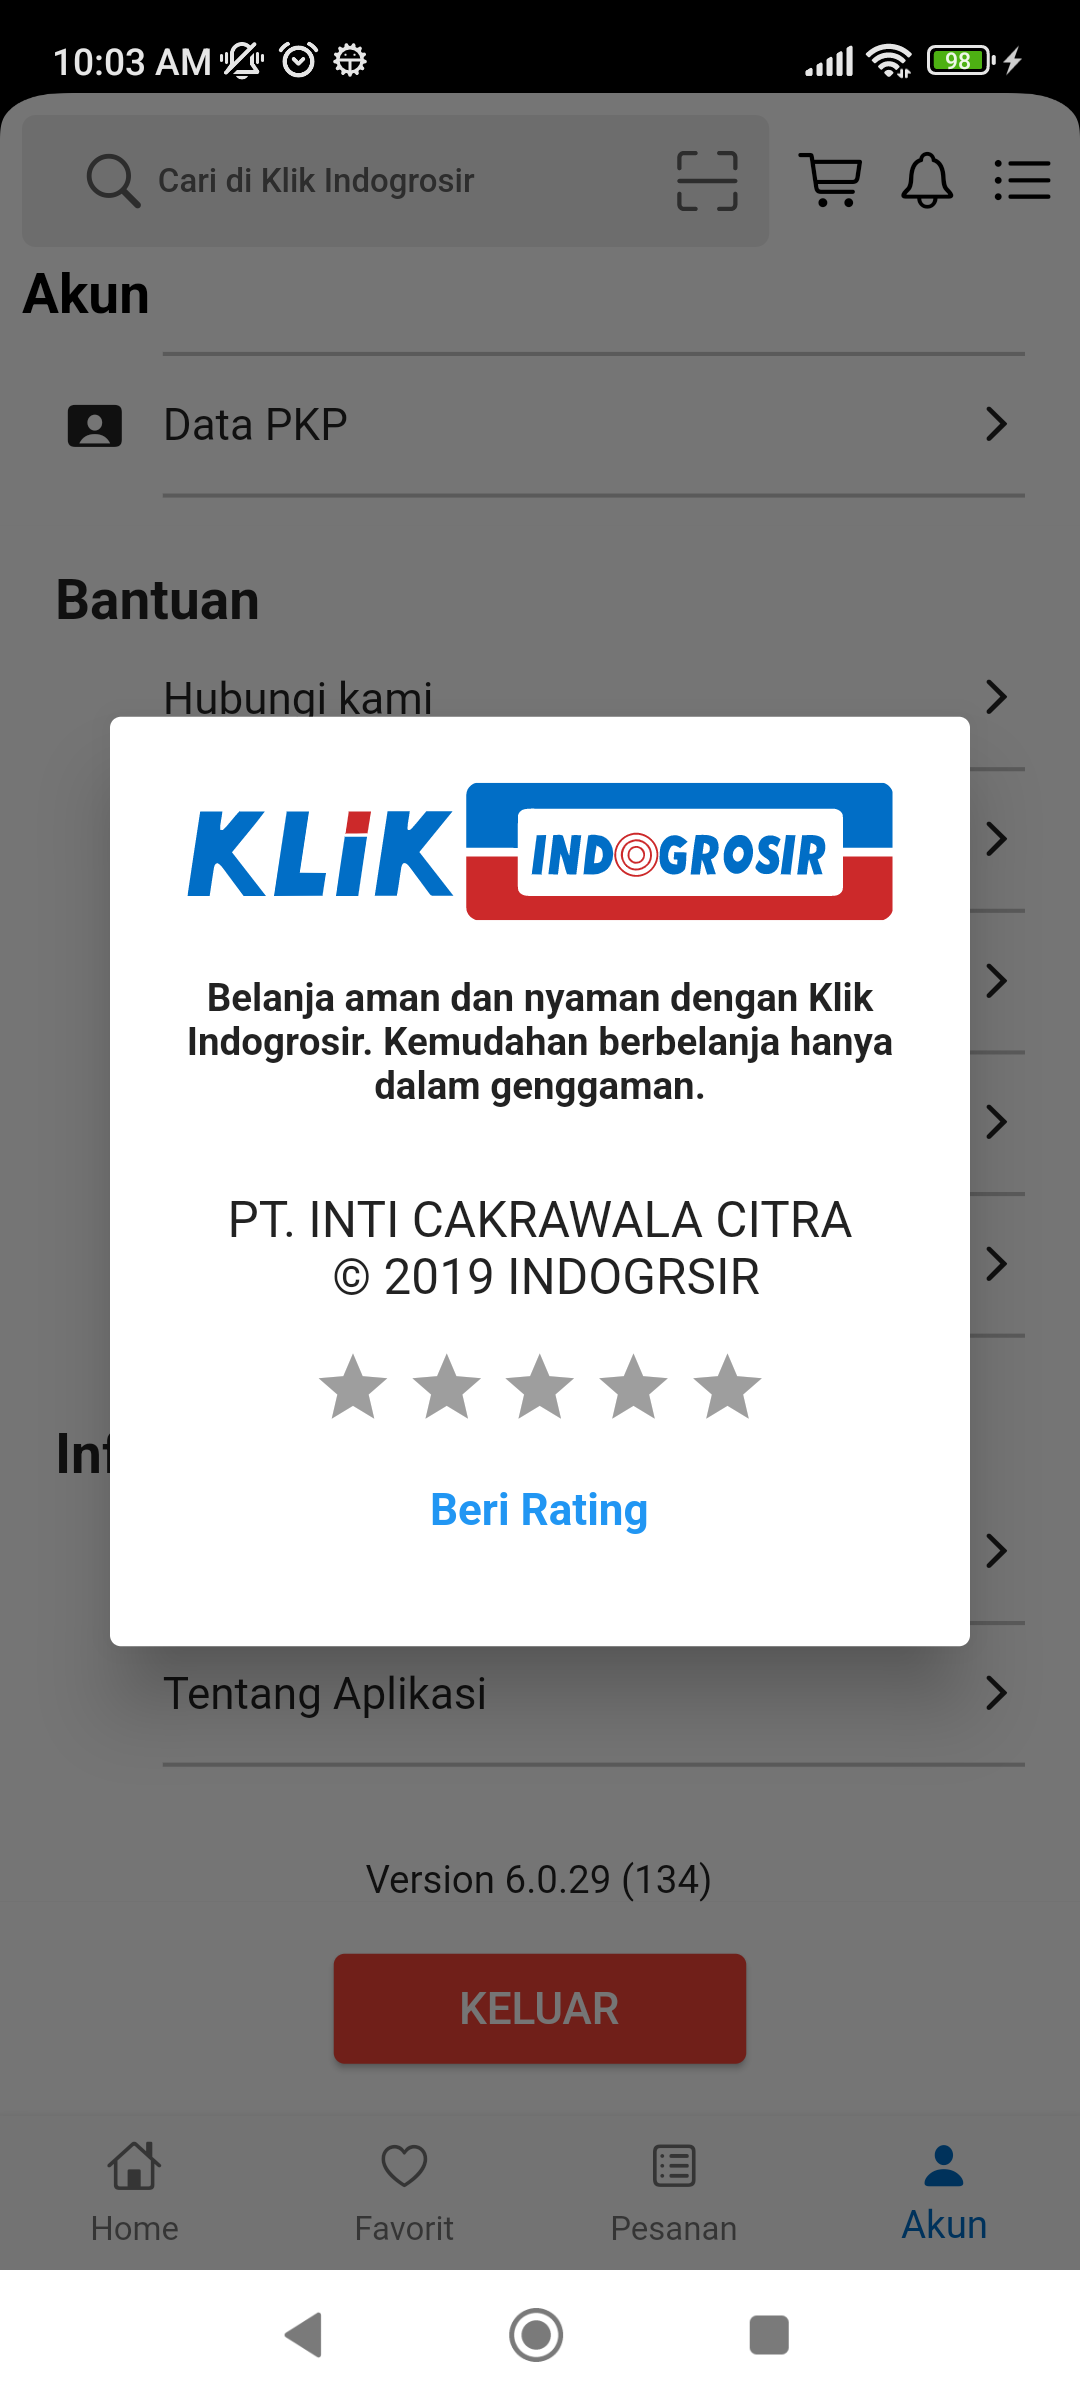 10:03 AM
98
Cari di Klik Indogrosir
Akun
Data PKP
Bantuan
Hubungi kami
KLiK INDOGROSIR
Belanja aman dan nyaman dengan Klik
Indogrosir. Kemudahan berbelanja hanya
dalam genggaman.
PT. INTI CAKRAWALA CITRA
© 2019 INDOGRSIR
Beri Rating
Tentang Aplikasi
Version 6.0.29 (134)
KELUAR
Home
Favorit
Pesanan
Akun